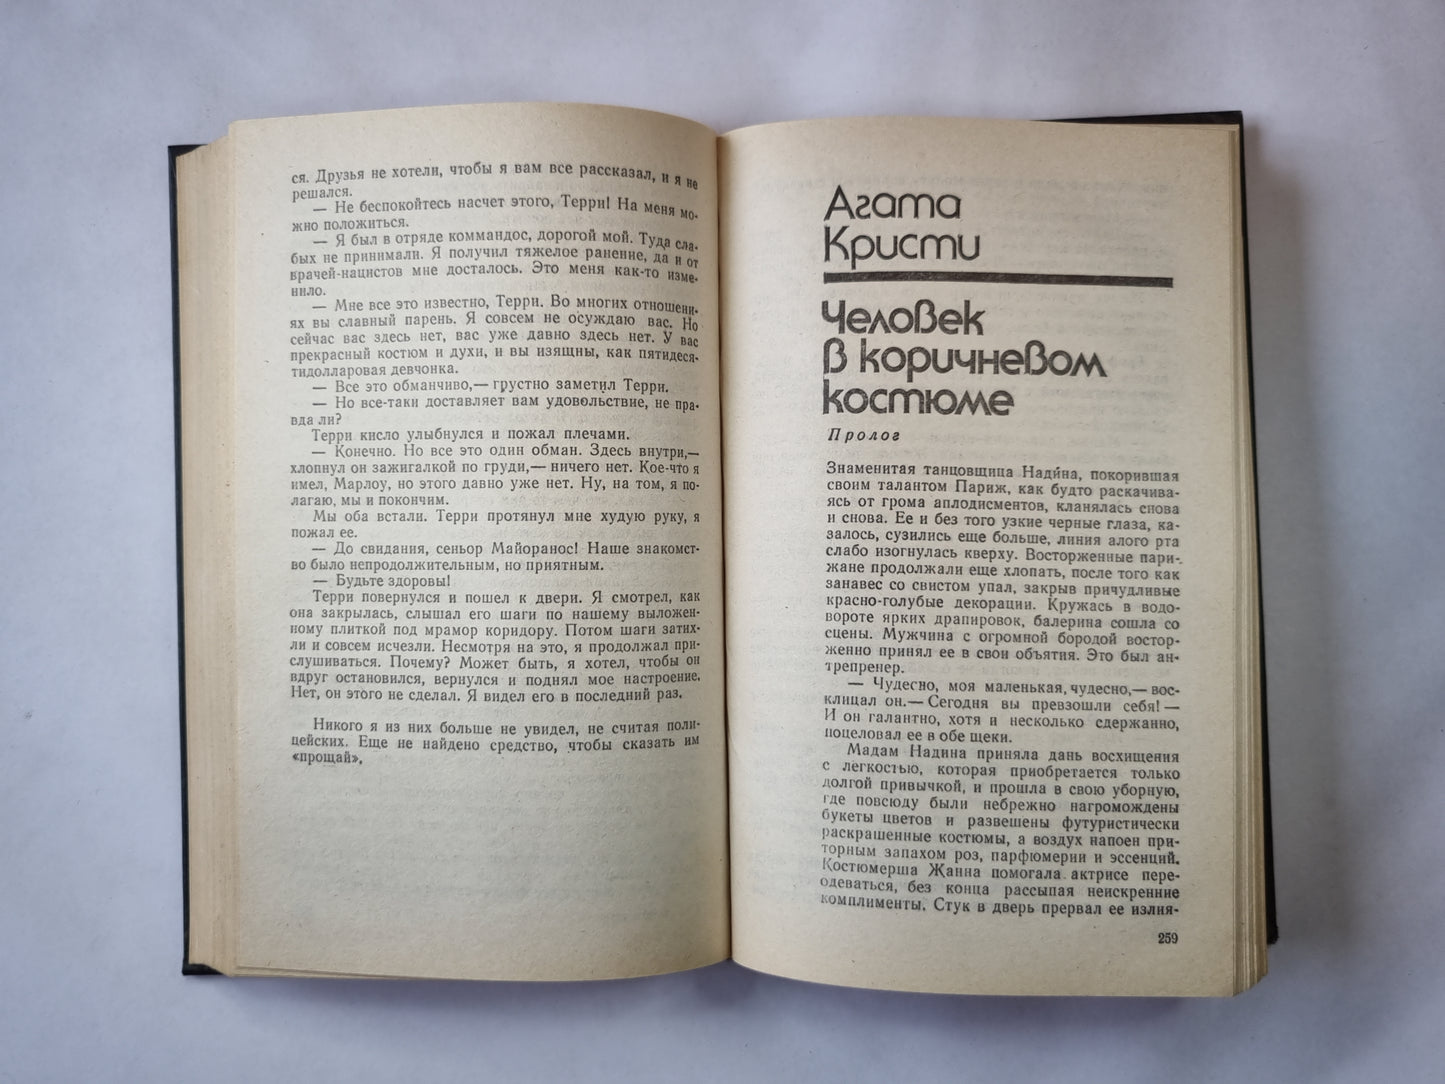 ся. Друзья не хотели, чтобы я вам все рассказал, и я не
решался.
— Не беспокойтесь насчет этого, Терри! На меня мо-
жно положиться.
— Я был в отряде коммандос, дорогой мой. Туда сла-
бых не принимали. Я получил тяжелое ранение, да и от
врачей-нацистов мне досталось. Это меня как-то изме-
нило.
— Мне все это известно, Терри. Во многих отношени-
ях вы славный парень. Я совсем не осуждаю вас. Но
сейчас вас здесь нет, вас уже давно здесь нет. У вас
прекрасный костюм и духи, и вы изящны, как пятидеся-
тидолларовая девчонка.
— Все это обманчиво,— грустно заметил Терри.
— Но все-таки доставляет вам удовольствие, не пра-
вда ли?
Терри кисло улыбнулся и пожал плечами.
— Конечно. Но все это один обман. Здесь внутри,—
хлопнул он зажигалкой по груди,— ничего нет. Кое-что я
имел, Марлоу, но этого давно уже нет. Ну, на том, я по-
лагаю, мы и покончим.
Мы оба встали. Терри протянул мне худую руку, я
пожал ее.
— До свидания, сеньор Майоранос! Наше знакомст-
во было непродолжительным, но приятным.
— Будьте здоровы!
Терри повернулся и пошел к двери. Я смотрел, как
она закрылась, слышал его шаги по нашему выложен-
ному плиткой под мрамор коридору. Потом шаги затих-
ли и совсем исчезли. Несмотря на это, я продолжал при-
слушиваться. Почему? Может быть, я хотел, чтобы он
вдруг остановился, вернулся и поднял мое настроение.
Нет, он этого не сделал. Я видел его в последний раз.
Никого я из них больше не увидел, не считая поли-
цейских. Еще не найдено средство, чтобы сказать им
«прощай».
Агата
Кристи
Человек
в коричневом
костюме
Пролог
Знаменитая танцовщица Надина, покорившая
своим талантом Париж, как будто раскачива-
ясь от грома аплодисментов, кланялась снова
и снова. Ее и без того узкие черные глаза, ка-
залось, сузились еще больше, линия алого рта
слабо изогнулась кверху. Восторженные пари-
жане продолжали еще хлопать, после того как
занавес со свистом упал, закрыв причудливые
красно-голубые декорации. Кружась в водо-
вороте ярких драпировок, балерина сошла со
сцены. Мужчина с огромной бородой востор-
женно принял ее в свои объятия. Это был ан-
трепренер.
— Чудесно, моя маленькая, чудесно,— вос-
клицал он.— Сегодня вы превзошли себя! —
И он галантно, хотя и несколько сдержанно,
поцеловал ее в обе щеки.
Мадам Надина приняла дань восхищения
с легкостью, которая приобретается только
долгой привычкой, и прошла в свою уборную,
где повсюду были небрежно нагромождены
букеты цветов и развешены футуристически
раскрашенные костюмы, а воздух напоен при-
торным запахом роз, парфюмерии и эссенций.
Костюмерша Жанна помогала актрисе пере-
одеваться, без конца рассыпая неискренние
комплименты. Стук в дверь прервал ее излия-
259